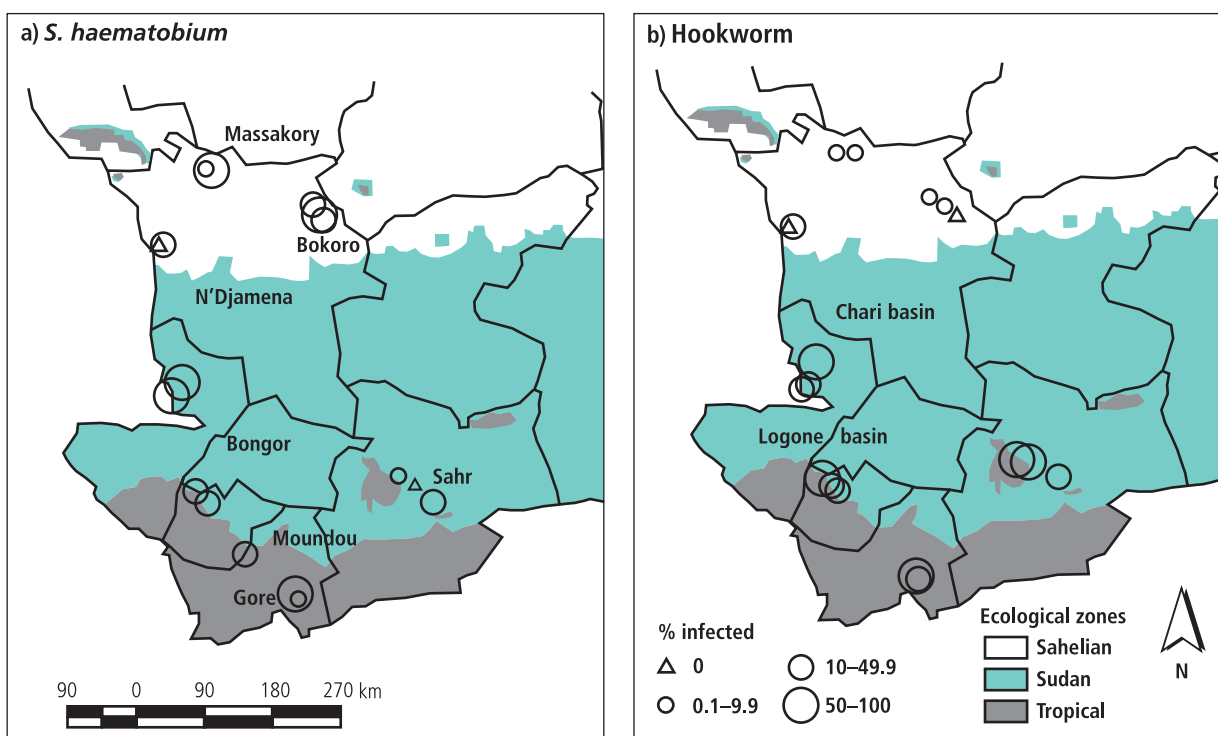 a) S. haematobium
Massakory
Bokoro
N'Djamena
Bongor
Sahr
Moundou
Gore
90 0 90 180 270 km
b) Hookworm
Chari basin
Logone basin
% infected
0
0.1–9.9
10–49.9
50–100
Ecological zones
Sahelian
Sudan
Tropical
N